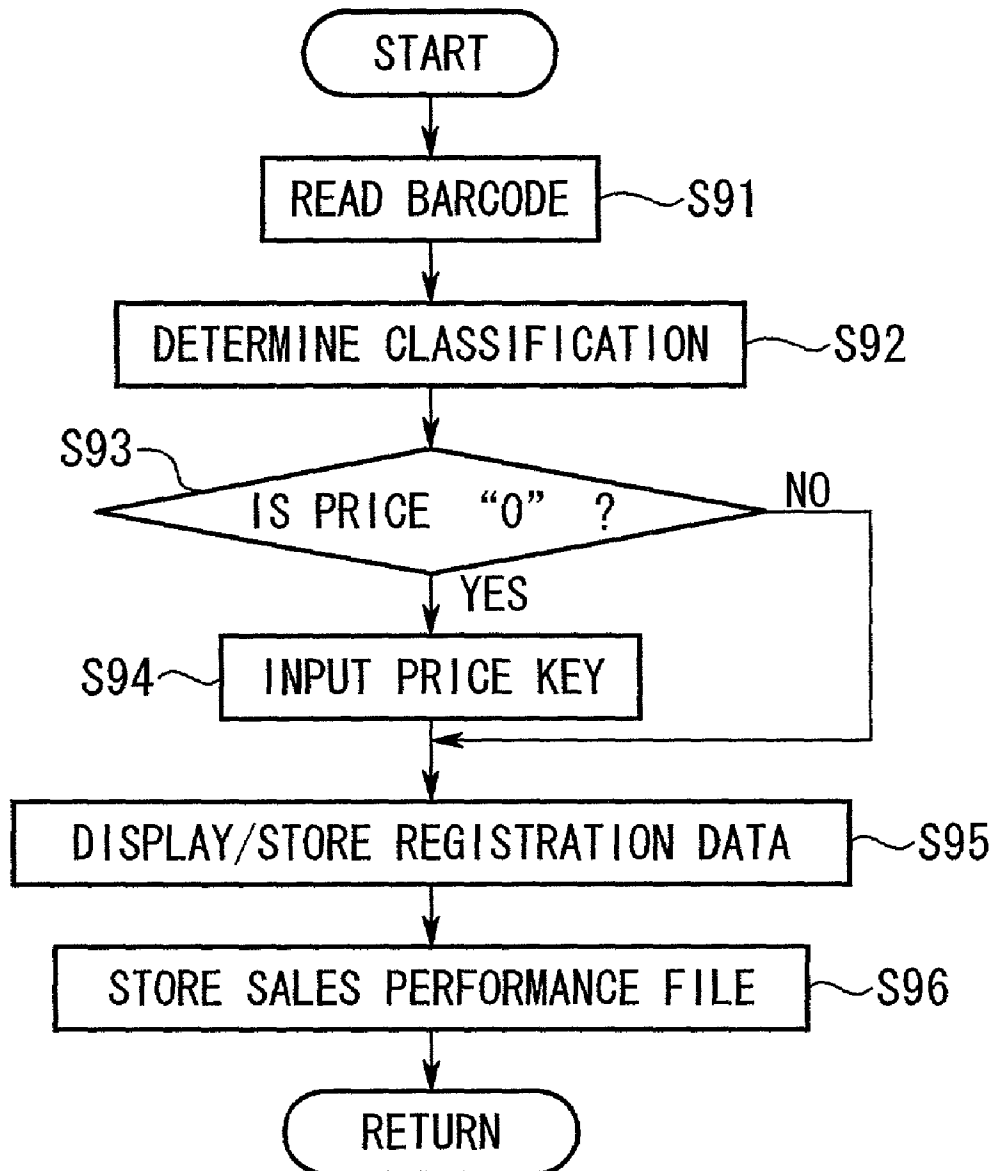 START
READ BARCODE
S91
DETERMINE CLASSIFICATION
S92
S93
IS PRICE “0” ?
NO
YES
S94
INPUT PRICE KEY
DISPLAY/STORE REGISTRATION DATA
S95
STORE SALES PERFORMANCE FILE
S96
RETURN